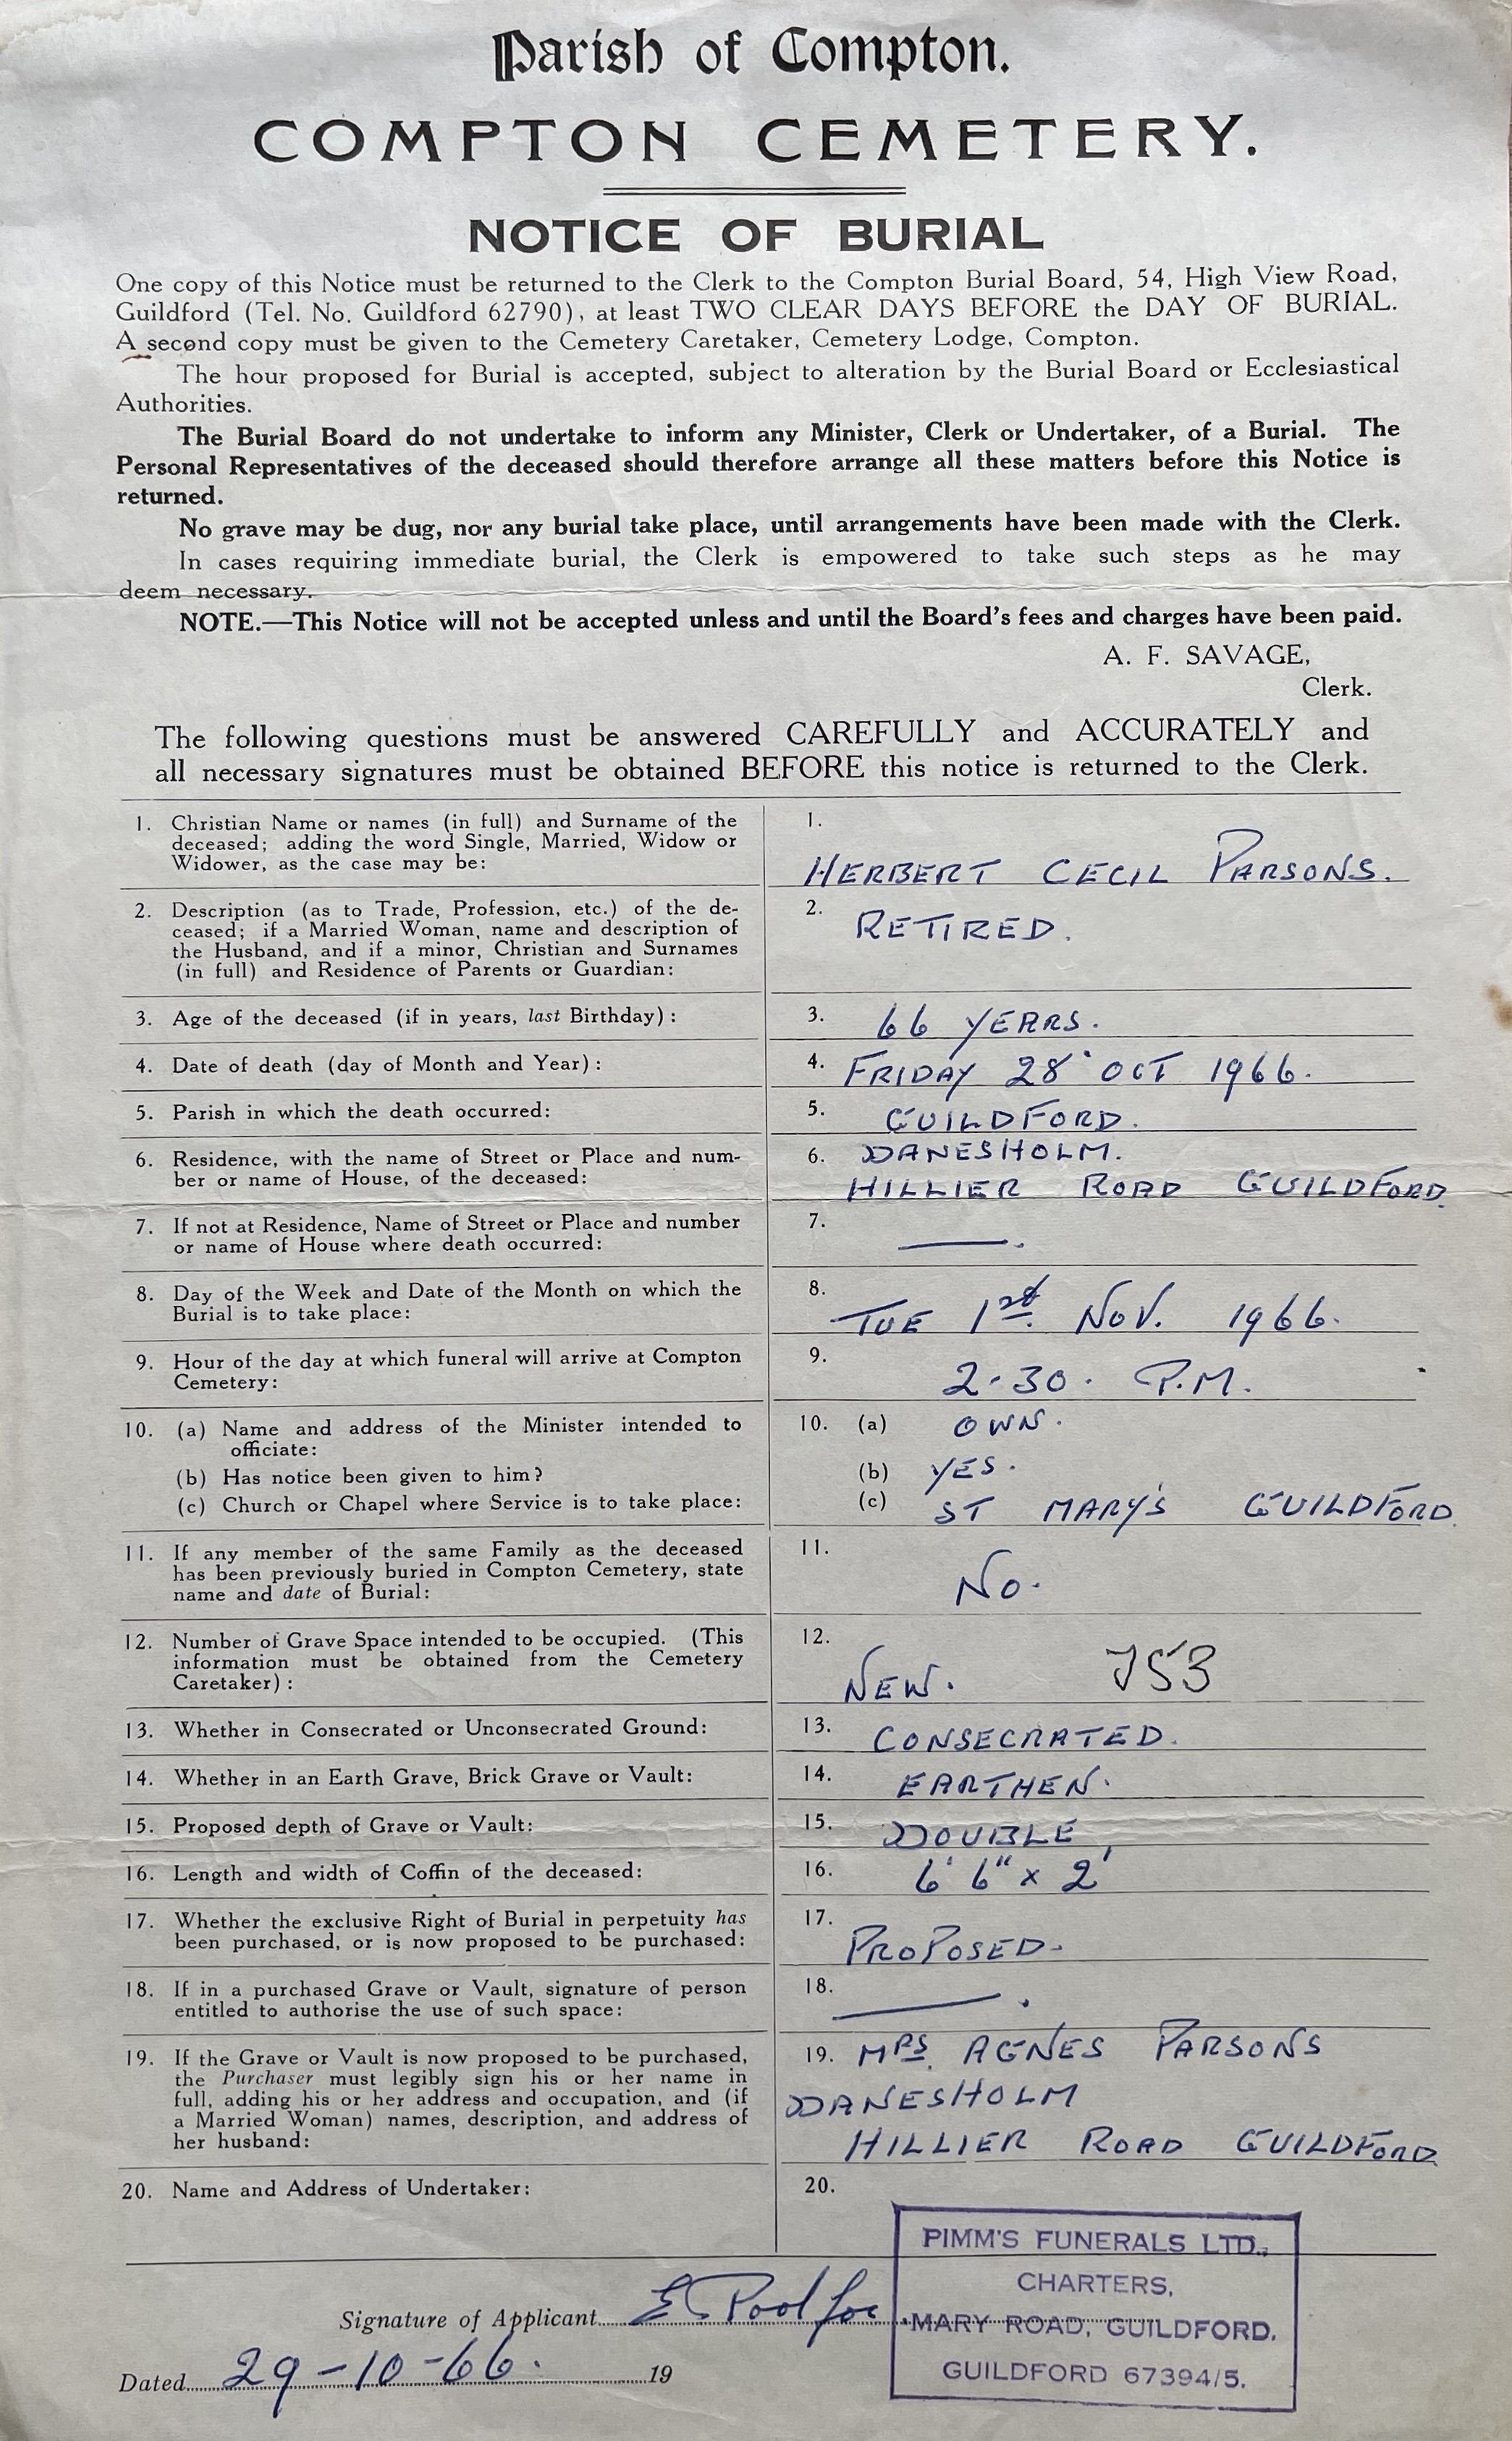 Parish of Compton.
COMPTON CEMETERY.
NOTICE OF BURIAL
One copy of this Notice must be returned to the Clerk to the Compton Burial Board, 54, High View Road,
Guildford (Tel. No. Guildford 62790), at least TWO CLEAR DAYS BEFORE the DAY OF BURIAL.
A second copy must be given to the Cemetery Caretaker, Cemetery Lodge, Compton.
The hour proposed for Burial is accepted, subject to alteration by the Burial Board or Ecclesiastical
Authorities.
The Burial Board do not undertake to inform any Minister, Clerk or Undertaker, of a Burial. The
Personal Representatives of the deceased should therefore arrange all these matters before this Notice is
returned.
No grave may be dug, nor any burial take place, until arrangements have been made with the Clerk.
In cases requiring immediate burial, the Clerk is empowered to take such steps as he may
deem necessary.
NOTE.—This Notice will not be accepted unless and until the Board's fees and charges have been paid.
A. F. SAVAGE,
Clerk.
The following questions must be answered CAREFULLY and ACCURATELY and
all necessary signatures must be obtained BEFORE this notice is returned to the Clerk.
1. Christian Name or names (in full) and Surname of the
deceased; adding the word Single, Married, Widow or
Widower, as the case may be:
1.
HERBERT CECIL PARSONS.
2. Description (as to Trade, Profession, etc.) of the de-
ceased; if a Married Woman, name and description of
the Husband, and if a minor, Christian and Surnames
(in full) and Residence of Parents or Guardian:
2. RETIRED.
3. Age of the deceased (if in years, last Birthday):
3. 66 YEARS.
4. Date of death (day of Month and Year):
4. FRIDAY 28 OCT 1966.
5. Parish in which the death occurred:
5. GUILDFORD.
6. Residence, with the name of Street or Place and num-
ber or name of House, of the deceased:
6. DANESHOLM.
HILLIER ROAD GUILDFORD.
7. If not at Residence, Name of Street or Place and number
or name of House where death occurred:
7. —.
8. Day of the Week and Date of the Month on which the
Burial is to take place:
8.
TUE 1st. NOV. 1966.
9. Hour of the day at which funeral will arrive at Compton
Cemetery:
9.
2.30. P.M.
10. (a) Name and address of the Minister intended to
officiate:
(b) Has notice been given to him?
(c) Church or Chapel where Service is to take place:
10. (a) OWN.
(b) YES.
(c) ST MARY'S GUILDFORD.
11. If any member of the same Family as the deceased
has been previously buried in Compton Cemetery, state
name and date of Burial:
11.
No.
12. Number of Grave Space intended to be occupied. (This
information must be obtained from the Cemetery
Caretaker):
12.
NEW. 753
13. Whether in Consecrated or Unconsecrated Ground:
13. CONSECRATED.
14. Whether in an Earth Grave, Brick Grave or Vault:
14. EARTHEN.
15. Proposed depth of Grave or Vault:
15. DOUBLE
16. Length and width of Coffin of the deceased:
16. 6' 6" x 2'
17. Whether the exclusive Right of Burial in perpetuity has
been purchased, or is now proposed to be purchased:
17.
PROPOSED.
18. If in a purchased Grave or Vault, signature of person
entitled to authorise the use of such space:
18. —.
19. If the Grave or Vault is now proposed to be purchased,
the Purchaser must legibly sign his or her name in
full, adding his or her address and occupation, and (if
a Married Woman) names, description, and address of
her husband:
19. MRS. AGNES PARSONS
DANESHOLM
HILLIER ROAD GUILDFORD.
20. Name and Address of Undertaker:
20.
PIMM'S FUNERALS LTD.,
CHARTERS,
MARY ROAD, GUILDFORD.
GUILDFORD 67394/5.
Signature of Applicant E Pool for
Dated 29-10-66. 19